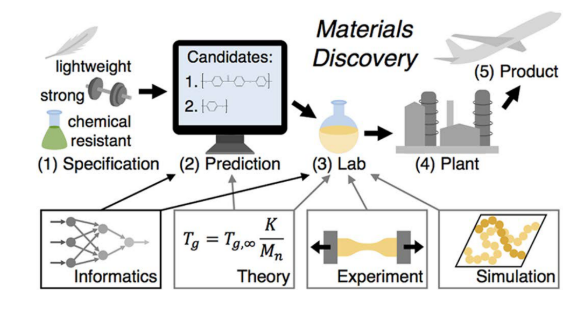 Materials
Discovery
lightweight
strong
chemical
resistant
(1) Specification
Candidates:
1.
2.
(2) Prediction
(3) Lab
(4) Plant
(5) Product
Informatics
T_g = T_{g,∞} K/M_n
Theory
Experiment
Simulation